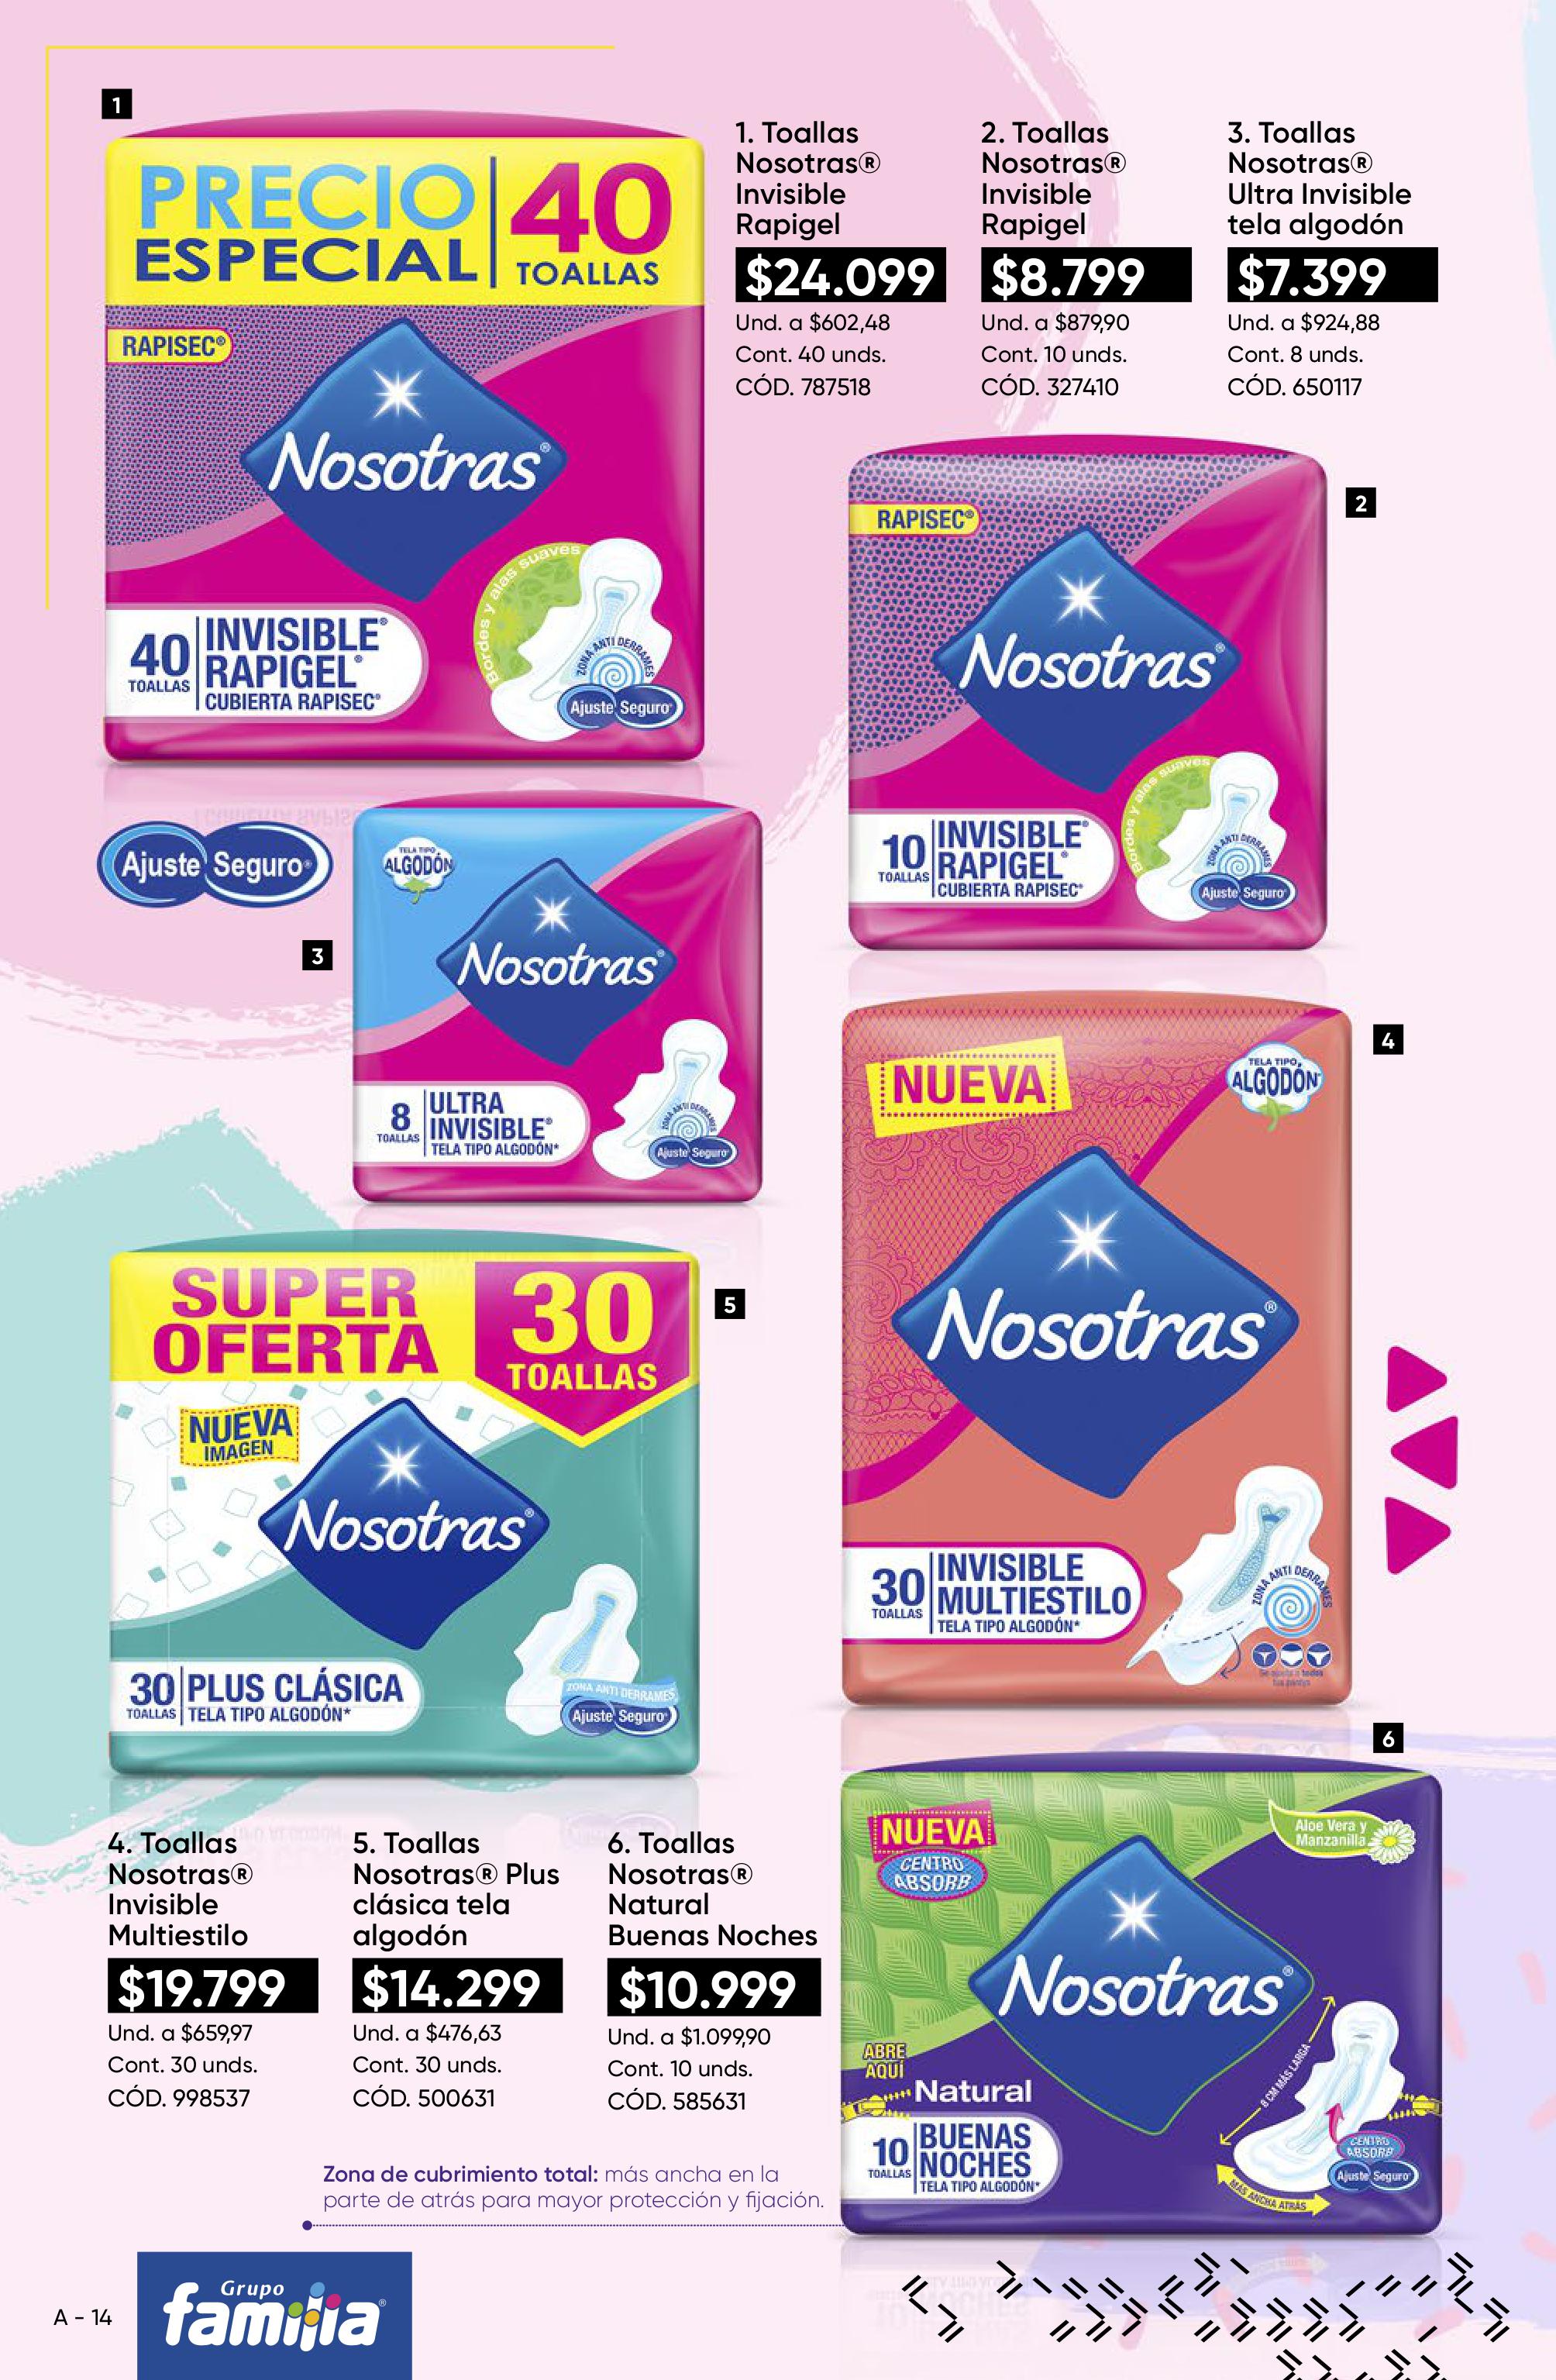 1
PRECIO
ESPECIAL
40
TOALLAS
RAPISEC®
Nosotras®
Bordes y alas suaves
ZONA ANTI DERRAMES
Ajuste Seguro®
40
TOALLAS
INVISIBLE®
RAPIGEL®
CUBIERTA RAPISEC®
1. Toallas
Nosotras®
Invisible
Rapigel
$24.099
Und. a $602,48
Cont. 40 unds.
CÓD. 787518
2. Toallas
Nosotras®
Invisible
Rapigel
$8.799
Und. a $879,90
Cont. 10 unds.
CÓD. 327410
3. Toallas
Nosotras®
Ultra Invisible
tela algodón
$7.399
Und. a $924,88
Cont. 8 unds.
CÓD. 650117
2
RAPISEC®
Nosotras®
Bordes y alas suaves
ZONA ANTI DERRAMES
Ajuste Seguro®
10
TOALLAS
INVISIBLE®
RAPIGEL®
CUBIERTA RAPISEC®
Ajuste Seguro®
3
TELA TIPO
ALGODÓN
Nosotras®
ZONA ANTI DERRAMES
Ajuste Seguro®
8
TOALLAS
ULTRA
INVISIBLE®
TELA TIPO ALGODÓN*
4
NUEVA
TELA TIPO
ALGODÓN
Nosotras®
30
TOALLAS
INVISIBLE
MULTIESTILO
TELA TIPO ALGODÓN*
ZONA ANTI DERRAMES
Se ajusta a todos
tus pantys
5
SUPER
OFERTA
30
TOALLAS
NUEVA
IMAGEN
Nosotras®
30
TOALLAS
PLUS CLÁSICA
TELA TIPO ALGODÓN*
ZONA ANTI DERRAMES
Ajuste Seguro®
6
NUEVA
CENTRO
ABSORB
Aloe Vera y
Manzanilla
Nosotras®
ABRE
AQUÍ
Natural
10
TOALLAS
BUENAS
NOCHES
TELA TIPO ALGODÓN*
8 CM MÁS LARGA
CENTRO
ABSORB
Ajuste Seguro®
MÁS ANCHA ATRÁS
4. Toallas
Nosotras®
Invisible
Multiestilo
$19.799
Und. a $659,97
Cont. 30 unds.
CÓD. 998537
5. Toallas
Nosotras® Plus
clásica tela
algodón
$14.299
Und. a $476,63
Cont. 30 unds.
CÓD. 500631
6. Toallas
Nosotras®
Natural
Buenas Noches
$10.999
Und. a $1.099,90
Cont. 10 unds.
CÓD. 585631
Zona de cubrimiento total: más ancha en la
parte de atrás para mayor protección y fijación.
A - 14
Grupo
familia®